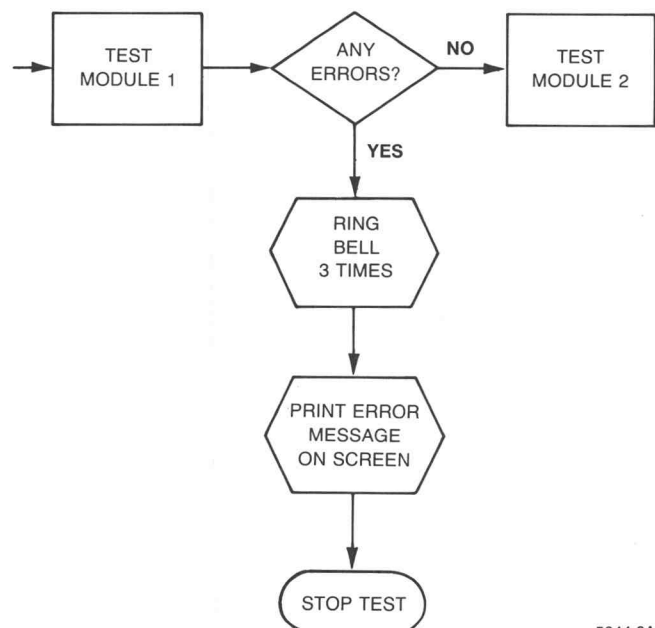 TEST
MODULE 1
ANY
ERRORS?
NO
TEST
MODULE 2
YES
RING
BELL
3 TIMES
PRINT ERROR
MESSAGE
ON SCREEN
STOP TEST